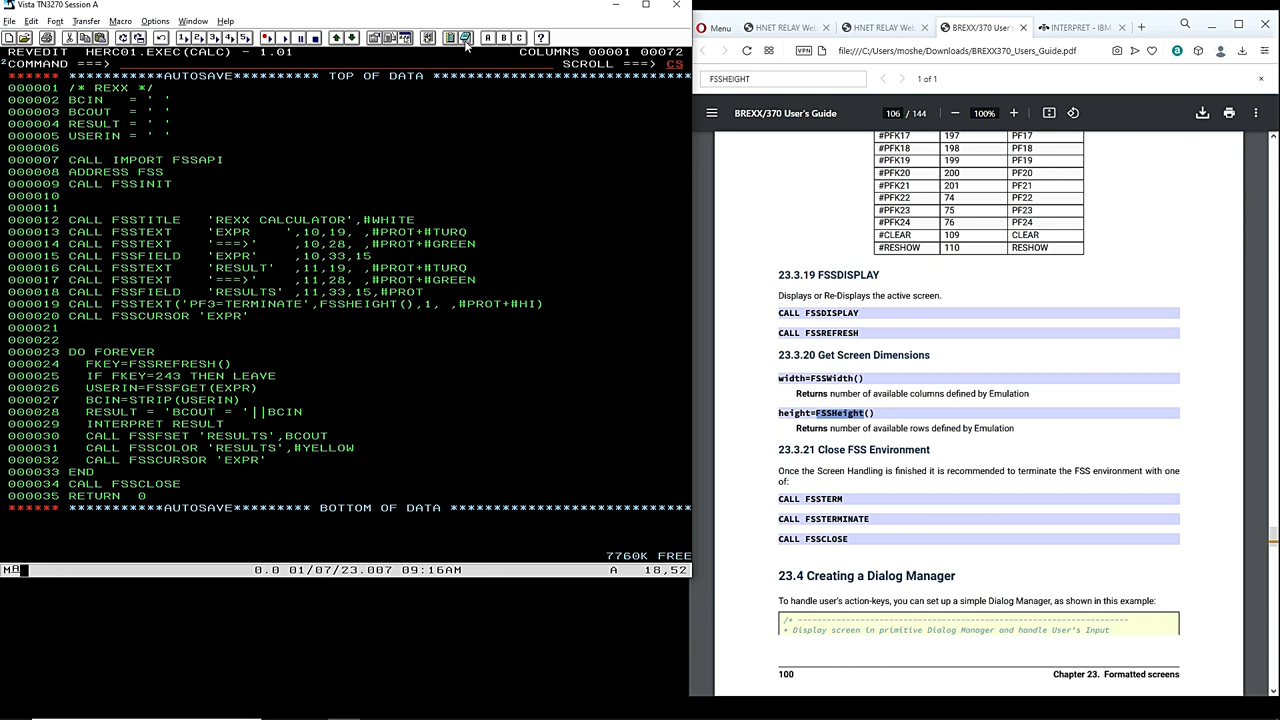 Vista TN3270 Session A
File Edit Font Transfer Macro Options Window Help
A B C ?
REVEDIT HERC01.EXEC(CALC) - 1.01 COLUMNS 00001 00072
COMMAND ===> SCROLL ===> CS
****** ***********AUTOSAVE********* TOP OF DATA ****************************
000001 /* REXX */
000002 BCIN = ' '
000003 BCOUT = ' '
000004 RESULT = ' '
000005 USERIN = ' '
000006
000007 CALL IMPORT FSSAPI
000008 ADDRESS FSS
000009 CALL FSSINIT
000010
000011
000012 CALL FSSTITLE 'REXX CALCULATOR',#WHITE
000013 CALL FSSTEXT 'EXPR ',10,19, ,#PROT+#TURQ
000014 CALL FSSTEXT '===>' ,10,28, ,#PROT+#GREEN
000015 CALL FSSFIELD 'EXPR' ,10,33,15
000016 CALL FSSTEXT 'RESULT' ,11,19, ,#PROT+#TURQ
000017 CALL FSSTEXT '===>' ,11,28, ,#PROT+#GREEN
000018 CALL FSSFIELD 'RESULTS' ,11,33,15,#PROT
000019 CALL FSSTEXT('PF3=TERMINATE',FSSHEIGHT(),1, ,#PROT+#HI)
000020 CALL FSSCURSOR 'EXPR'
000021
000022
000023 DO FOREVER
000024 FKEY=FSSREFRESH()
000025 IF FKEY=243 THEN LEAVE
000026 USERIN=FSSFGET(EXPR)
000027 BCIN=STRIP(USERIN)
000028 RESULT = 'BCOUT = '||BCIN
000029 INTERPRET RESULT
000030 CALL FSSFSET 'RESULTS',BCOUT
000031 CALL FSSCOLOR 'RESULTS',#YELLOW
000032 CALL FSSCURSOR 'EXPR'
000033 END
000034 CALL FSSCLOSE
000035 RETURN 0
****** ***********AUTOSAVE********* BOTTOM OF DATA ****************************
7760K FREE
MA 0.0 01/07/23.007 09:16AM A 18,52
Menu HNET RELAY Web HNET RELAY Web BREXX/370 User's INTERPRET - IBM
VPN file:///C:/Users/moshe/Downloads/BREXX370_Users_Guide.pdf
FSSHEIGHT 1 of 1
BREXX/370 User's Guide 106 / 144 100%
#PFK17 197 PF17
#PFK18 198 PF18
#PFK19 199 PF19
#PFK20 200 PF20
#PFK21 201 PF21
#PFK22 74 PF22
#PFK23 75 PF23
#PFK24 76 PF24
#CLEAR 109 CLEAR
#RESHOW 110 RESHOW
23.3.19 FSSDISPLAY
Displays or Re-Displays the active screen.
CALL FSSDISPLAY
CALL FSSREFRESH
23.3.20 Get Screen Dimensions
width=FSSWidth()
Returns number of available columns defined by Emulation
height=FSSHeight()
Returns number of available rows defined by Emulation
23.3.21 Close FSS Environment
Once the Screen Handling is finished it is recommended to terminate the FSS environment with one
of:
CALL FSSTERM
CALL FSSTERMINATE
CALL FSSCLOSE
23.4 Creating a Dialog Manager
To handle user's action-keys, you can set up a simple Dialog Manager, as shown in this example:
/* ----------------------------------------------------------------
* Display screen in primitive Dialog Manager and handle User's Input
100 Chapter 23. Formatted screens